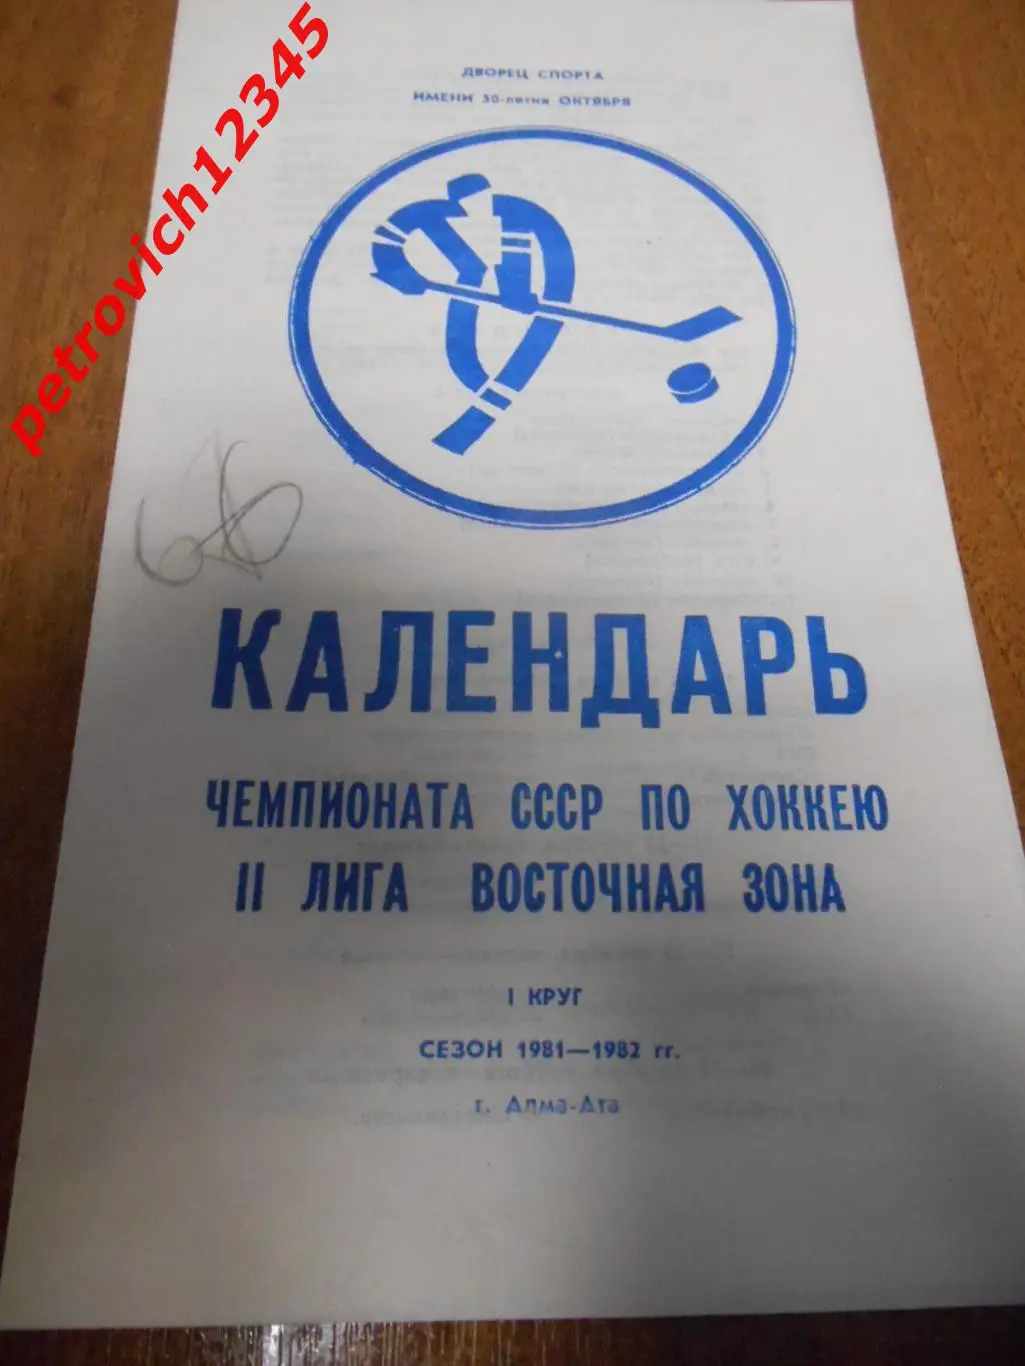 petrovich12345
ДВОРЕЦ СПОРТА
ИМЕНИ 50-летия ОКТЯБРЯ
КАЛЕНДАРЬ
ЧЕМПИОНАТА СССР ПО ХОККЕЮ
II ЛИГА ВОСТОЧНАЯ ЗОНА
I КРУГ
СЕЗОН 1981—1982 гг.
г. Алма-Ата